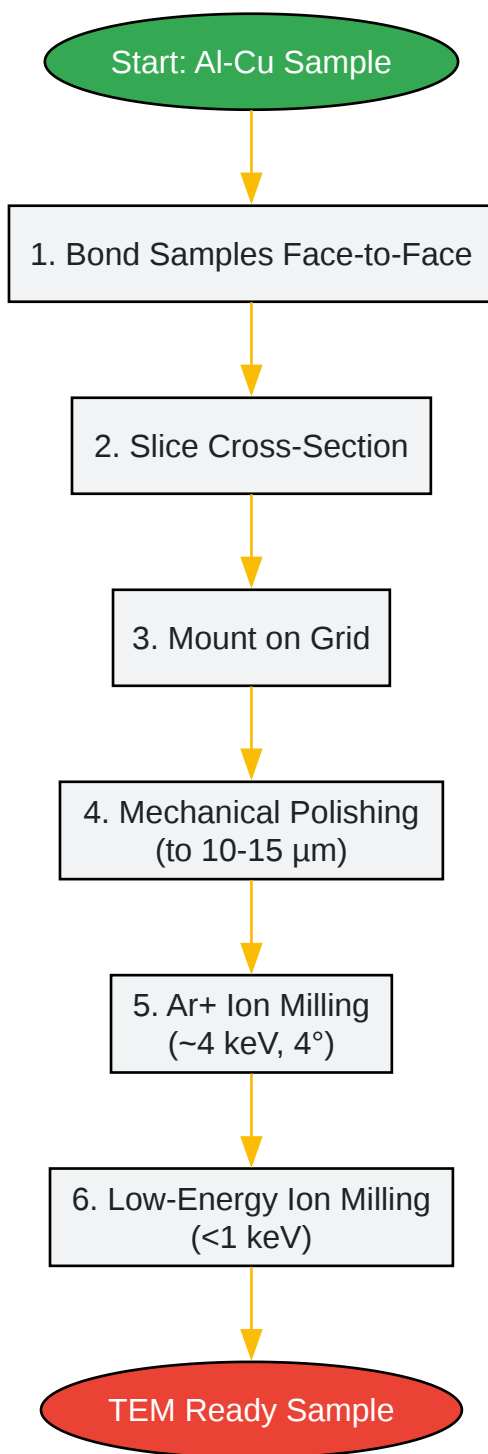 Start: Al-Cu Sample
1. Bond Samples Face-to-Face
2. Slice Cross-Section
3. Mount on Grid
4. Mechanical Polishing
(to 10-15 µm)
5. Ar+ Ion Milling
(~4 keV, 4°)
6. Low-Energy Ion Milling
(<1 keV)
TEM Ready Sample